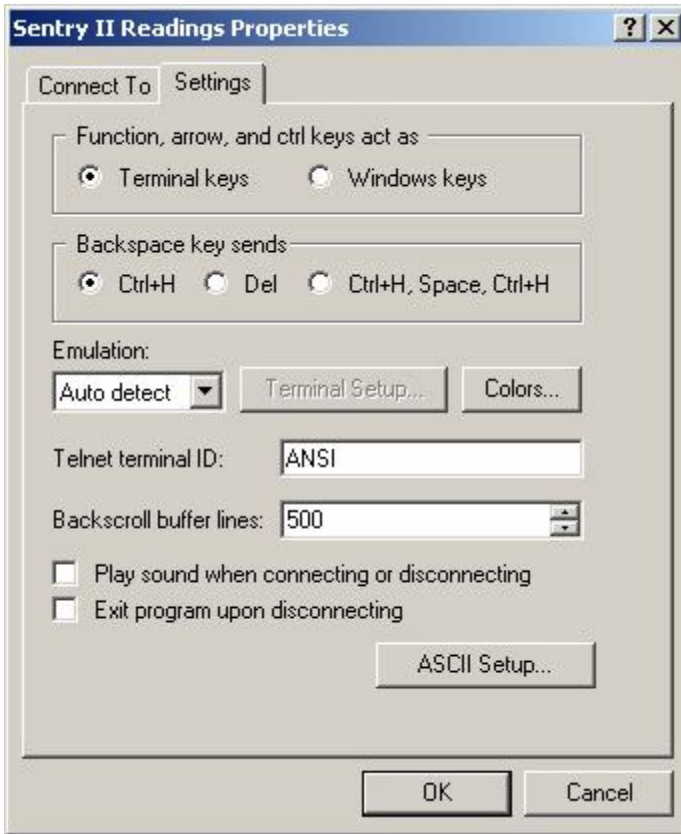 Sentry II Readings Properties
Connect To Settings
Function, arrow, and ctrl keys act as
Terminal keys Windows keys
Backspace key sends
Ctrl+H Del Ctrl+H, Space, Ctrl+H
Emulation:
Auto detect Terminal Setup... Colors...
Telnet terminal ID: ANSI
Backscroll buffer lines: 500
Play sound when connecting or disconnecting
Exit program upon disconnecting
ASCII Setup...
OK Cancel